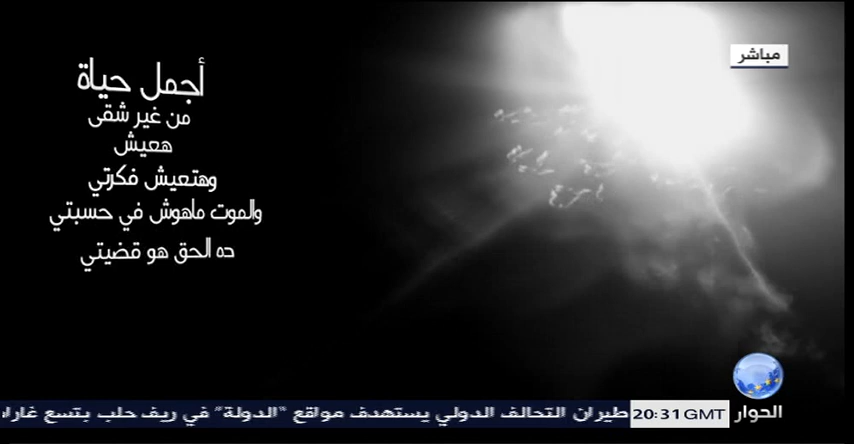 مباشر
أجمل حياة
من غير شقى
هعيش
وهتعيش فكرتي
والموت ماهوش في حسبتي
ده الحق هو قضيتي
الحوار
20:31 GMT
طيران التحالف الدولي يستهدف مواقع "الدولة" في ريف حلب بتسع غارات